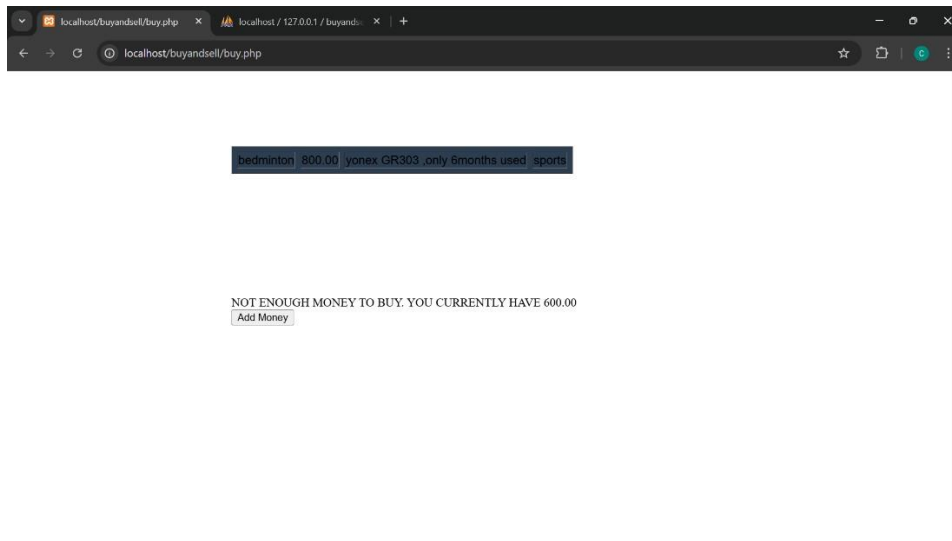 localhost/buyandsell/buy.php
localhost / 127.0.0.1 / buyands
localhost/buyandsell/buy.php
C
bedminton 800.00 yonex GR303 ,only 6months used sports
NOT ENOUGH MONEY TO BUY. YOU CURRENTLY HAVE 600.00
Add Money